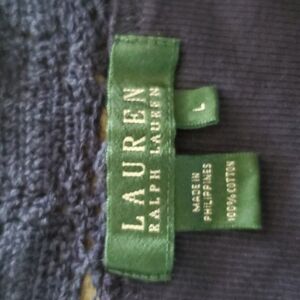 LAUREN
RALPH LAUREN
L
MADE IN
PHILIPPINES
100% COTTON